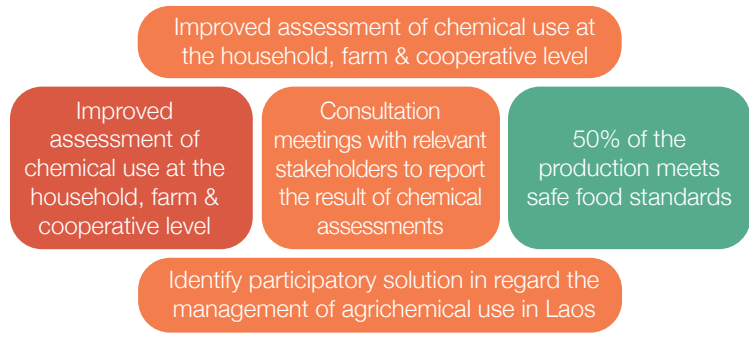 Improved assessment of chemical use at
the household, farm & cooperative level
Improved
assessment of
chemical use at the
household, farm &
cooperative level
Consultation
meetings with relevant
stakeholders to report
the result of chemical
assessments
50% of the
production meets
safe food standards
Identify participatory solution in regard the
management of agrichemical use in Laos